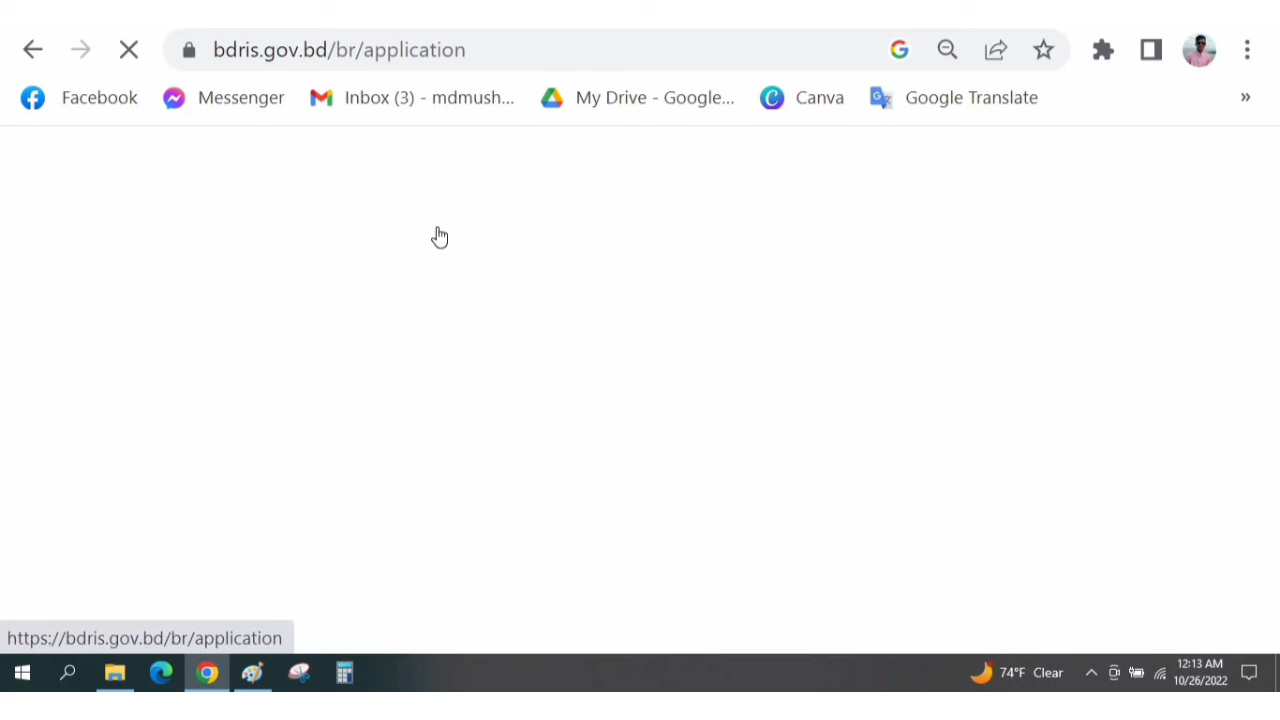 bdris.gov.bd/br/application
Facebook Messenger Inbox (3) - mdmush... My Drive - Google... Canva Google Translate »
https://bdris.gov.bd/br/application
74°F Clear 12:13 AM
10/26/2022